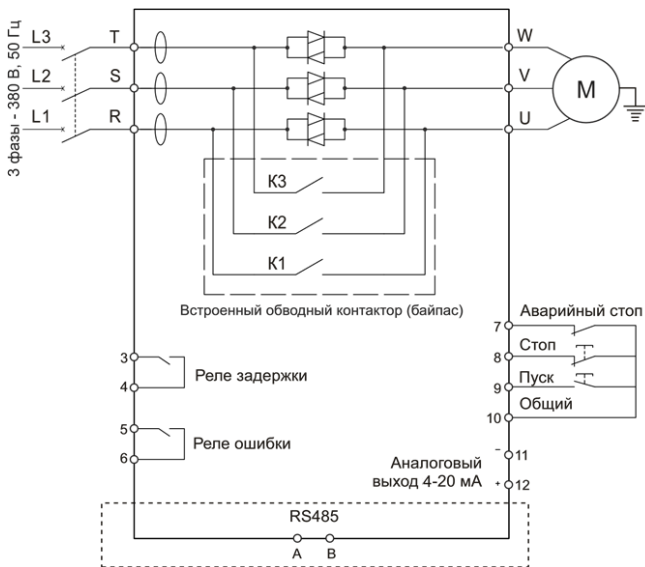 3 фазы - 380 В, 50 Гц
L3
T
W
L2
S
V
M
L1
R
U
К3
К2
К1
Встроенный обводный контактор (байпас)
7
Аварийный стоп
8
Стоп
9
Пуск
10
Общий
3
4
Реле задержки
5
6
Реле ошибки
Аналоговый
выход 4-20 мА
- 11
+ 12
RS485
A B